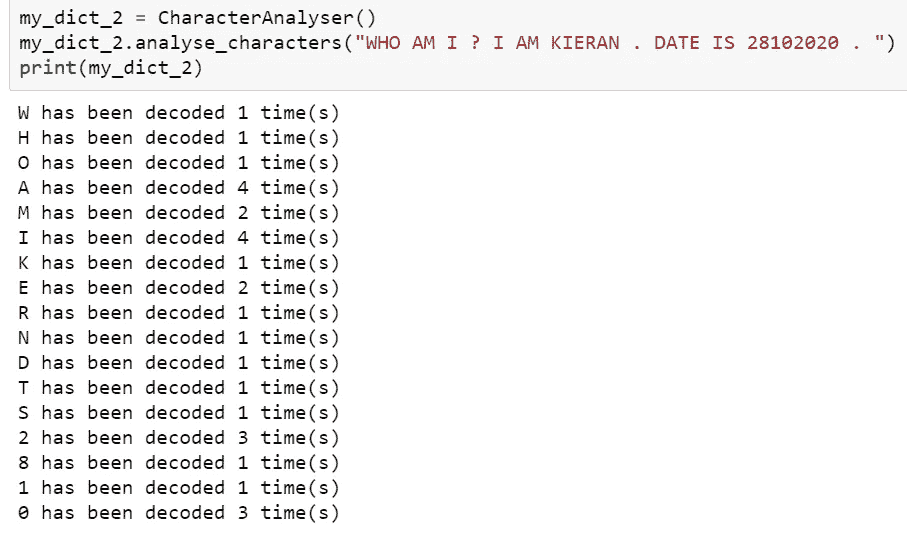 my_dict_2 = CharacterAnalyser()
my_dict_2.analyse_characters("WHO AM I ? I AM KIERAN . DATE IS 28102020 . ")
print(my_dict_2)
W has been decoded 1 time(s)
H has been decoded 1 time(s)
O has been decoded 1 time(s)
A has been decoded 4 time(s)
M has been decoded 2 time(s)
I has been decoded 4 time(s)
K has been decoded 1 time(s)
E has been decoded 2 time(s)
R has been decoded 1 time(s)
N has been decoded 1 time(s)
D has been decoded 1 time(s)
T has been decoded 1 time(s)
S has been decoded 1 time(s)
2 has been decoded 3 time(s)
8 has been decoded 1 time(s)
1 has been decoded 1 time(s)
0 has been decoded 3 time(s)